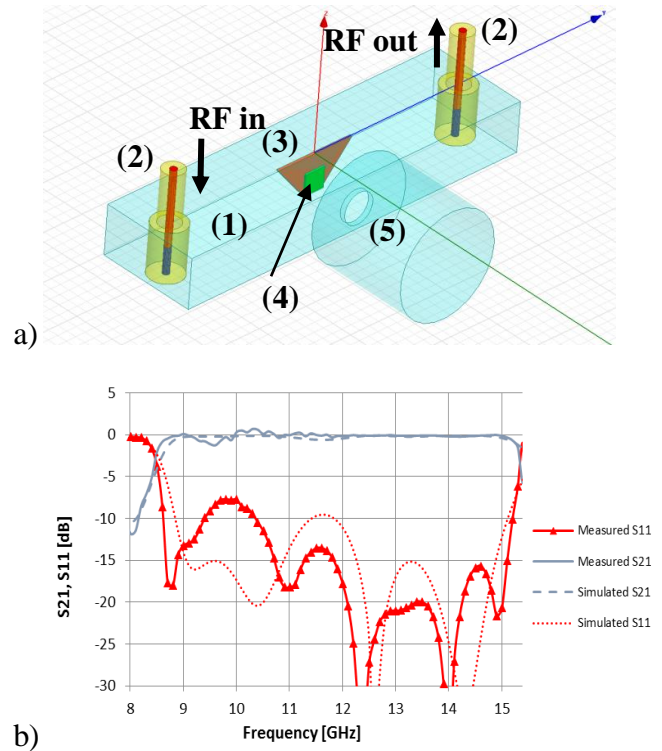 RF out
(2)
RF in
(3)
(2)
(1)
(5)
(4)
a)
5
0
-5
-10
-15
-20
-25
-30
S21, S11 [dB]
8 9 10 11 12 13 14 15
Frequency [GHz]
Measured S11
Measured S21
Simulated S21
Simulated S11
b)